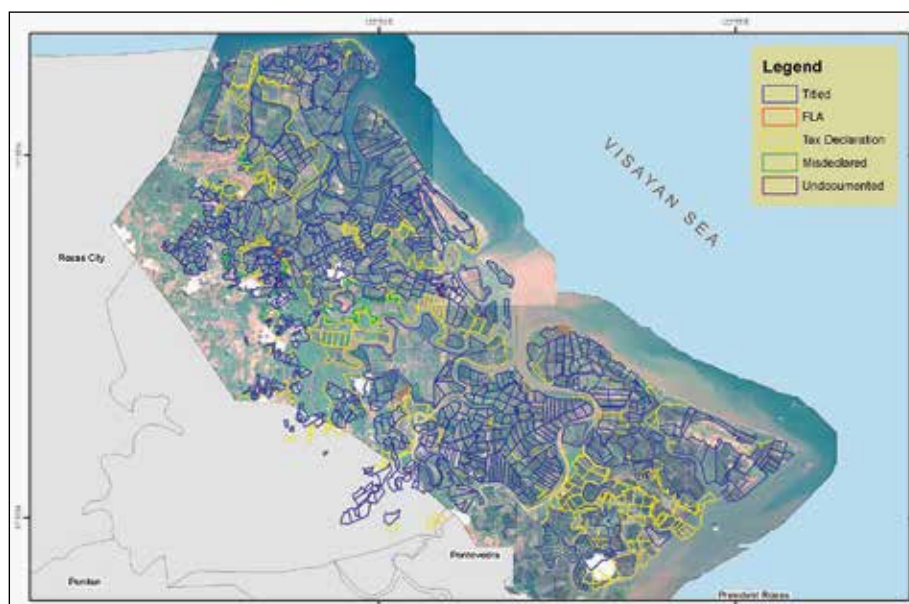 Legend
Titled
FLA
Tax Declaration
Misdeclared
Undocumented
VISAYAN SEA
Roxas City
Pontevedra
Panitan
President Roxas